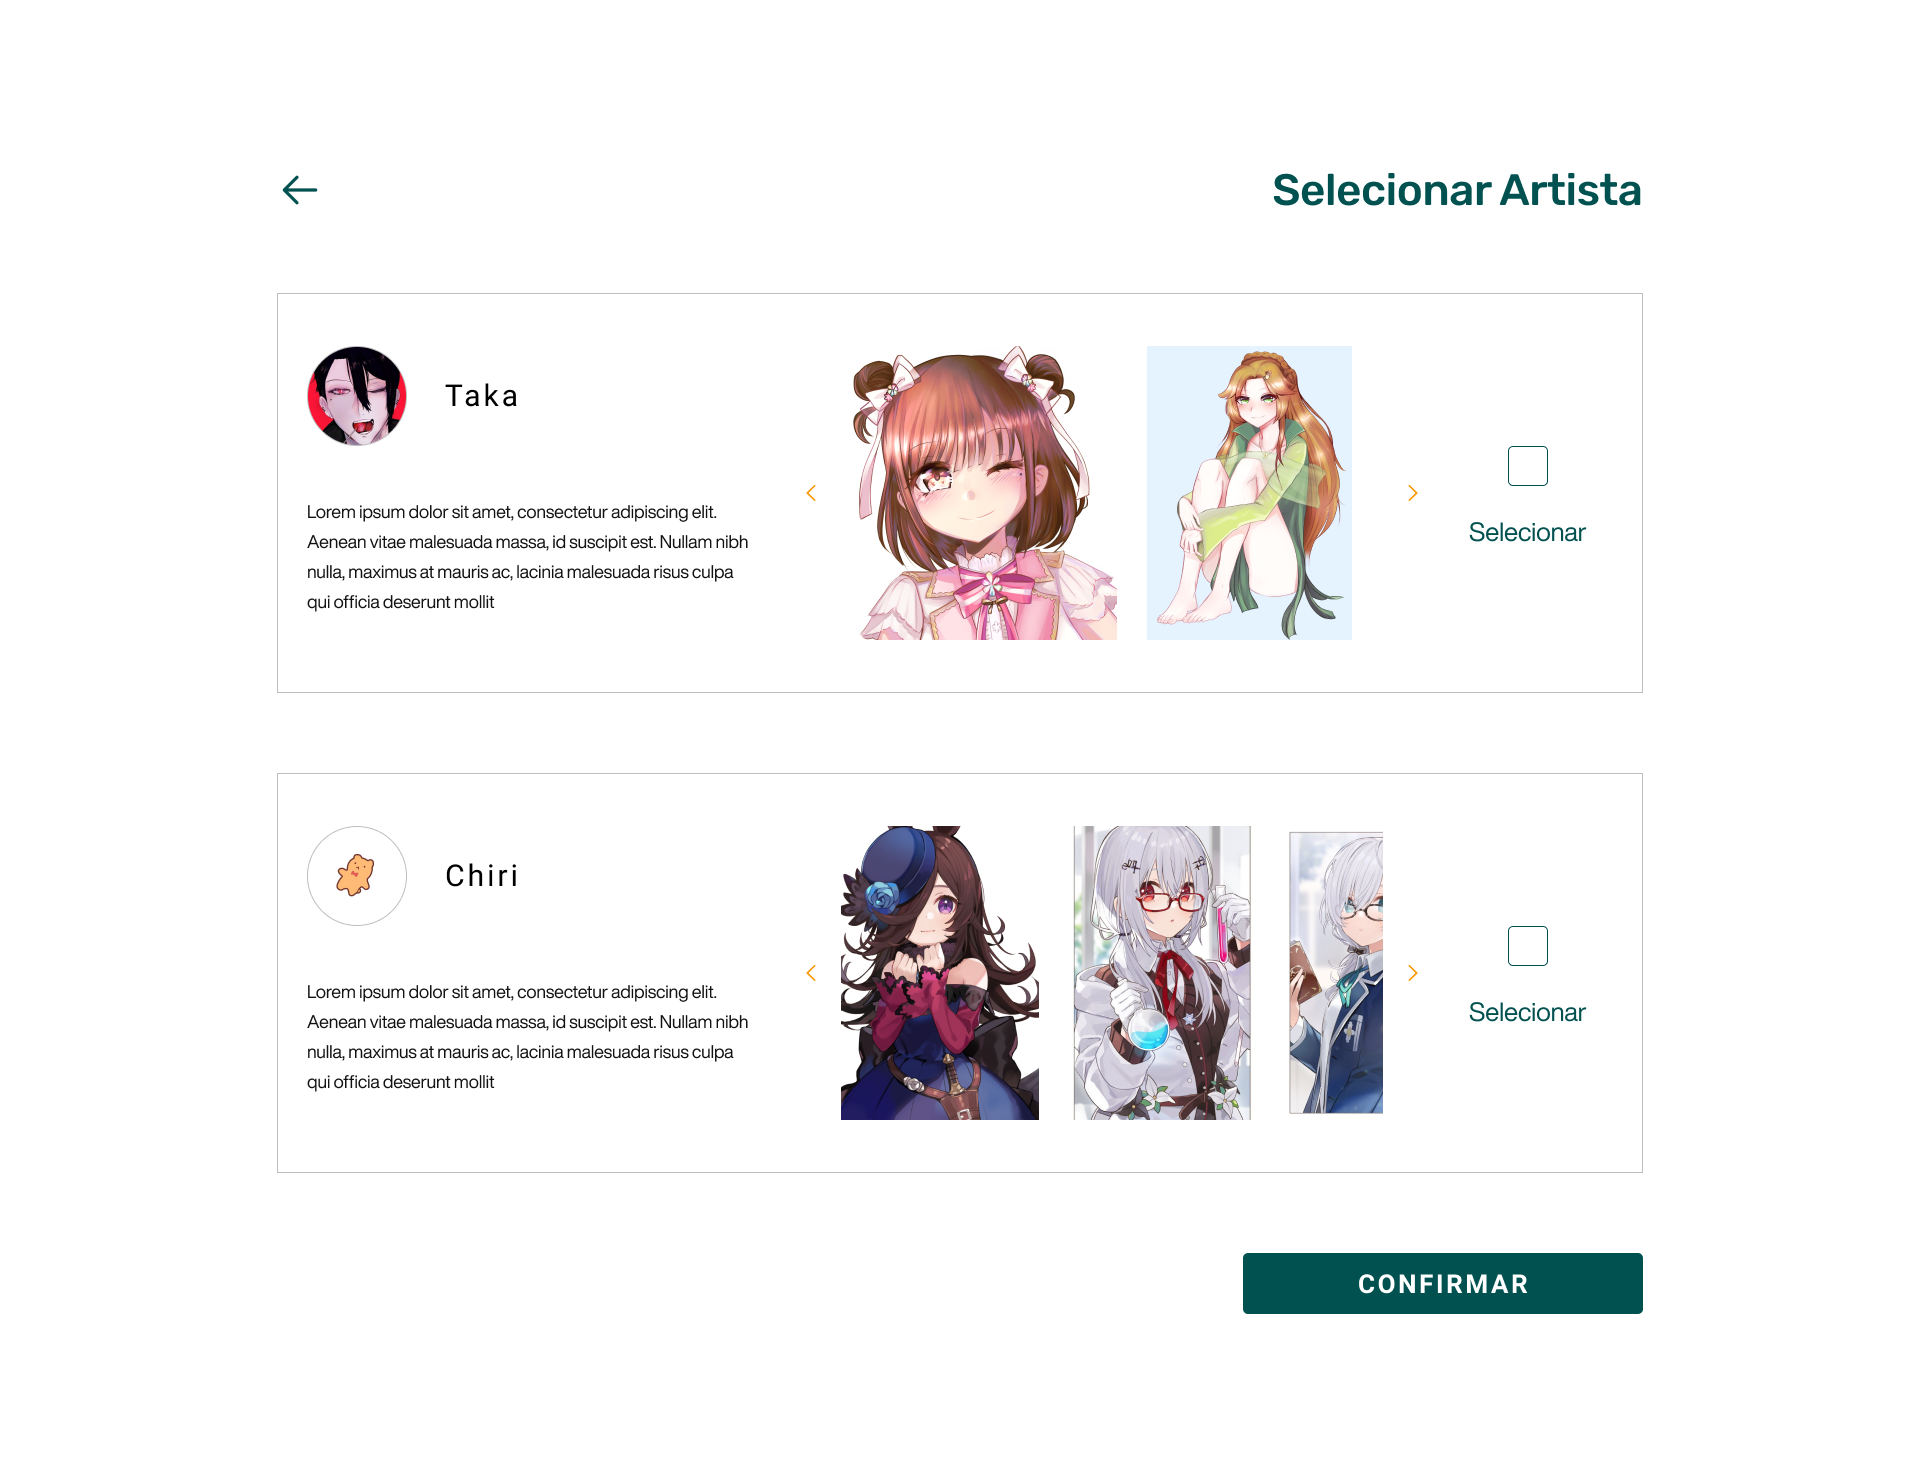 Selecionar Artista
Taka
Lorem ipsum dolor sit amet, consectetur adipiscing elit.
Aenean vitae malesuada massa, id suscipit est. Nullam nibh
nulla, maximus at mauris ac, lacinia malesuada risus culpa
qui officia deserunt mollit
Selecionar
Chiri
Lorem ipsum dolor sit amet, consectetur adipiscing elit.
Aenean vitae malesuada massa, id suscipit est. Nullam nibh
nulla, maximus at mauris ac, lacinia malesuada risus culpa
qui officia deserunt mollit
Selecionar
CONFIRMAR